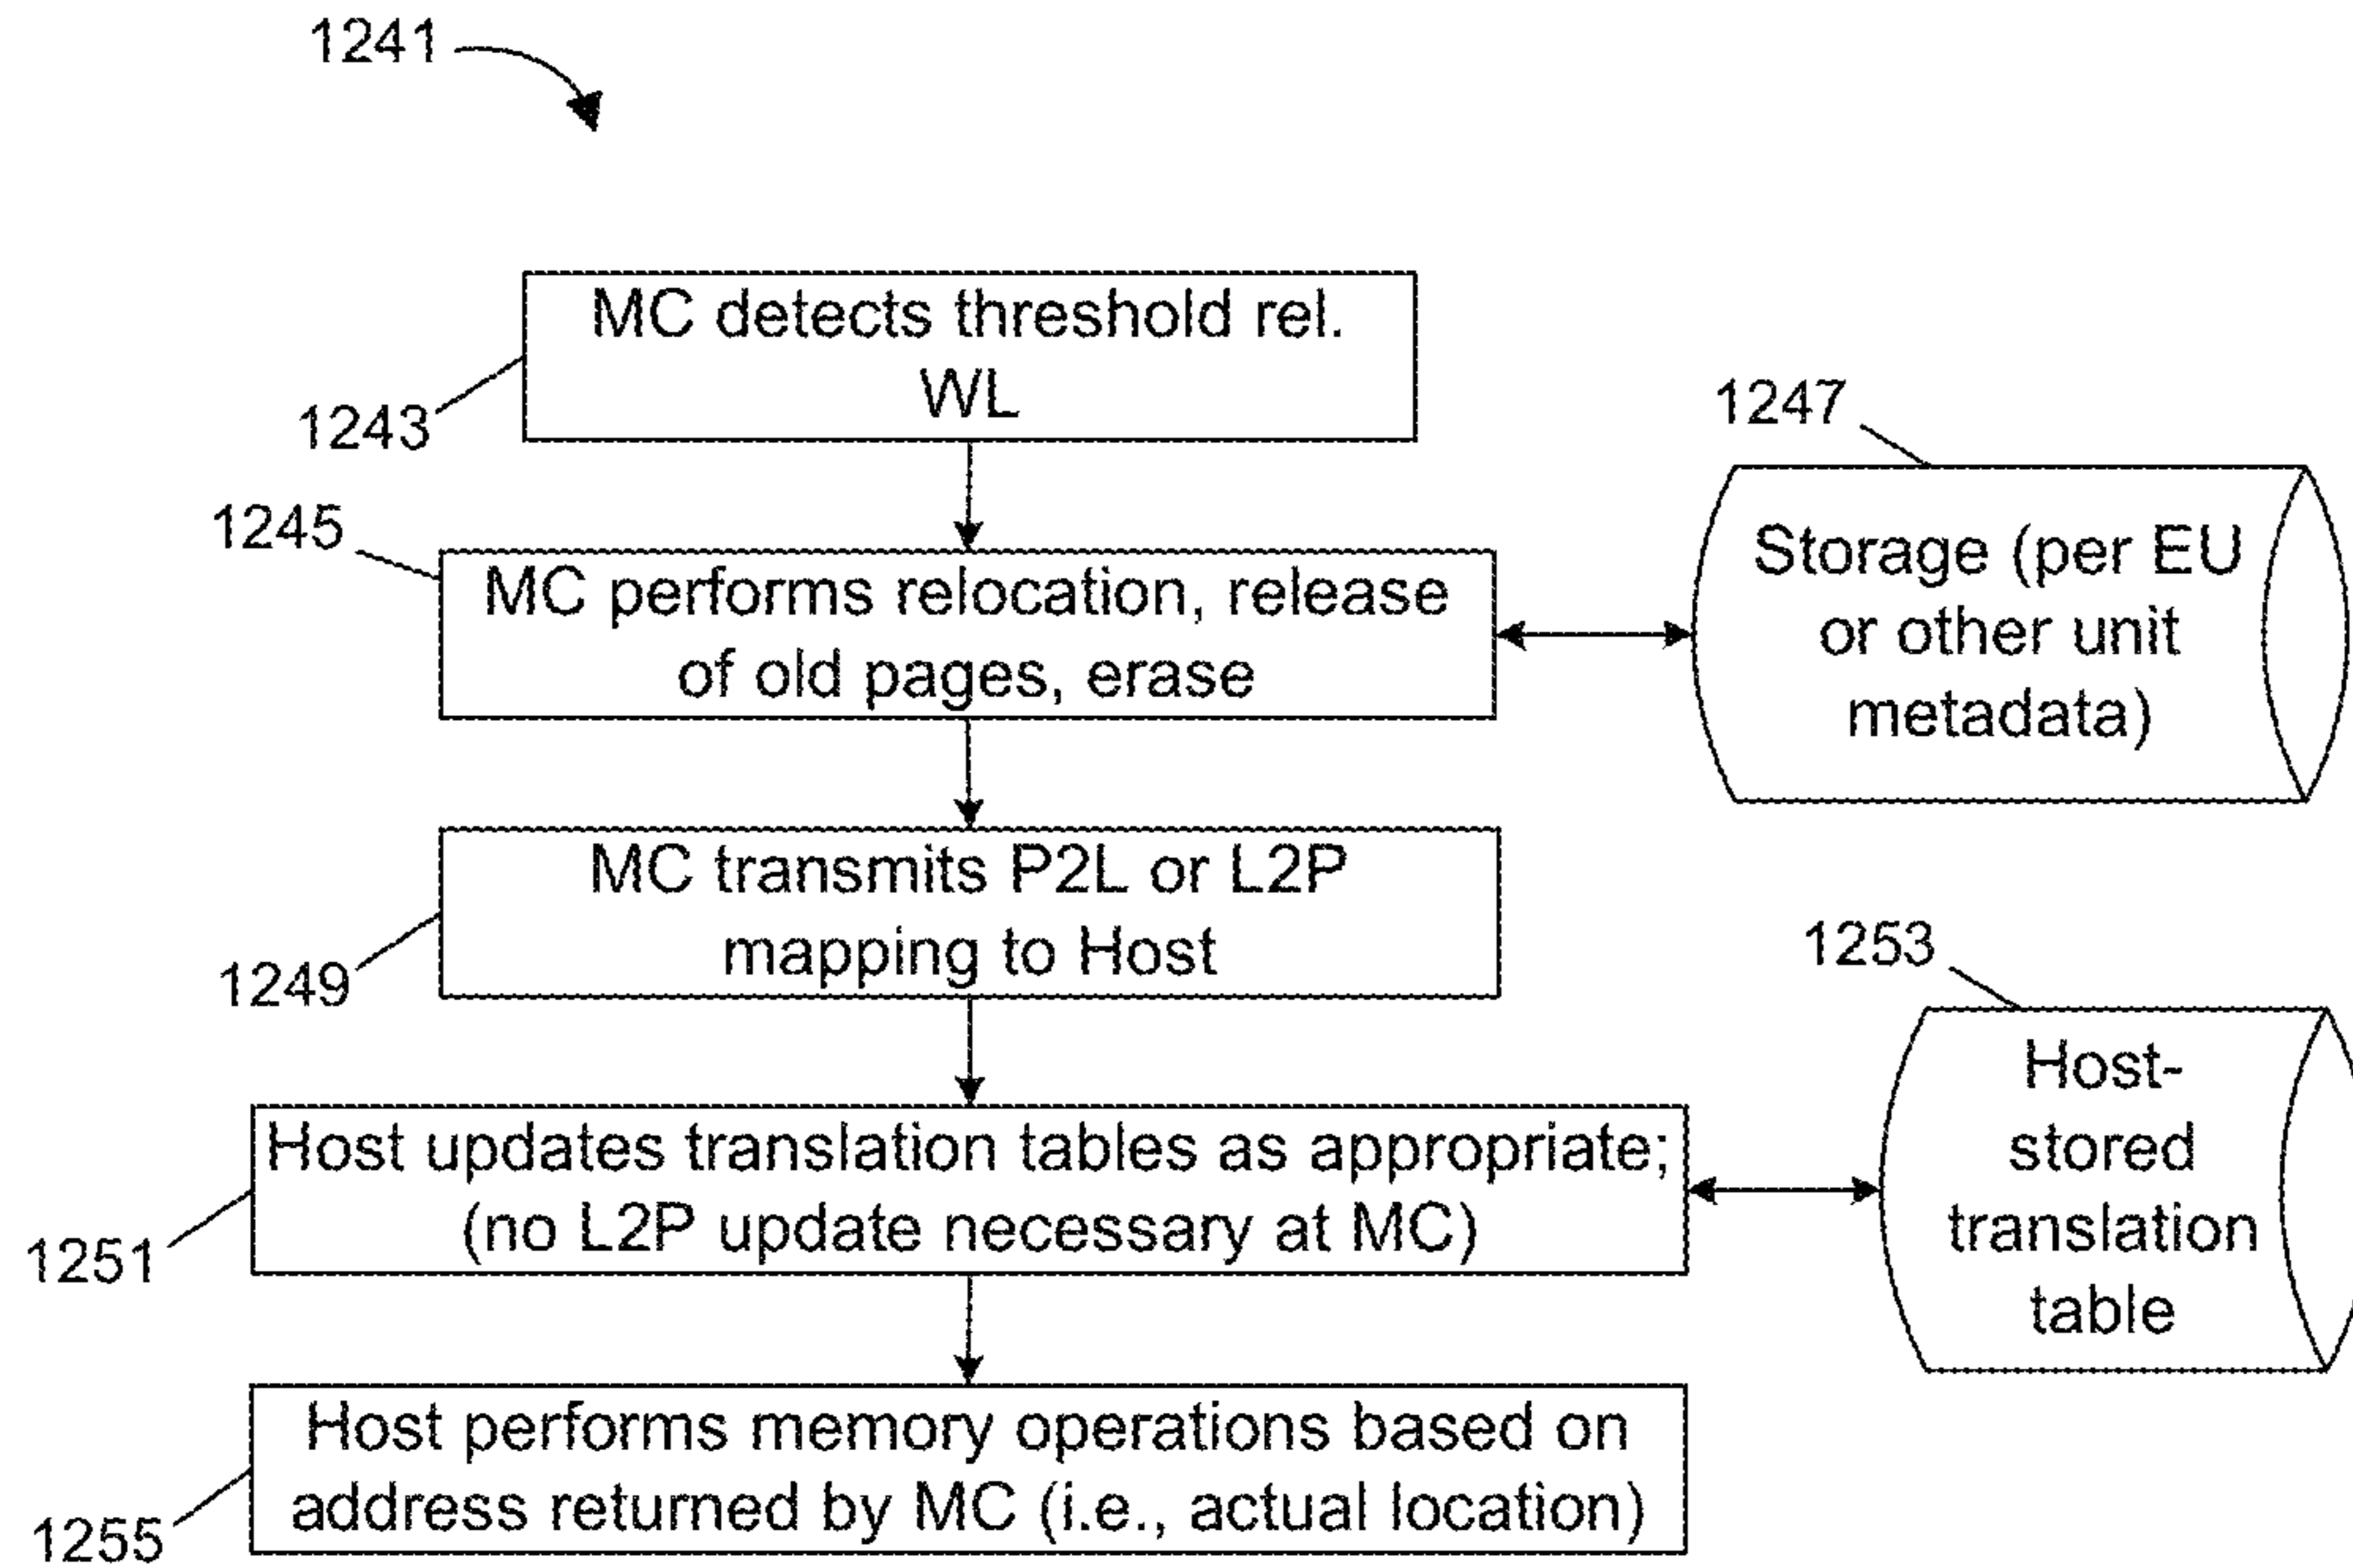 1241
MC detects threshold rel.
WL
1243
1247
1245
MC performs relocation, release
of old pages, erase
Storage (per EU
or other unit
metadata)
MC transmits P2L or L2P
mapping to Host
1249
1253
Host updates translation tables as appropriate;
(no L2P update necessary at MC)
1251
Host-
stored
translation
table
Host performs memory operations based on
address returned by MC (i.e., actual location)
1255